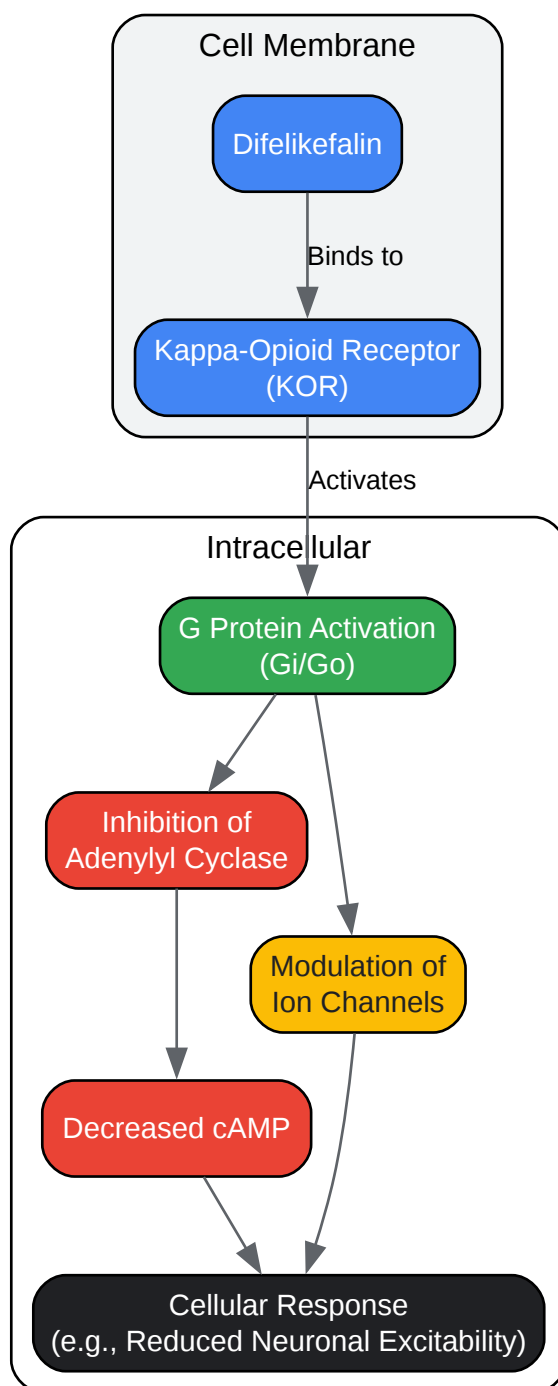 Cell Membrane
Difelikefalin
Binds to
Kappa-Opioid Receptor
(KOR)
Activates
Intracellular
G Protein Activation
(Gi/Go)
Inhibition of
Adenylyl Cyclase
Modulation of
Ion Channels
Decreased cAMP
Cellular Response
(e.g., Reduced Neuronal Excitability)